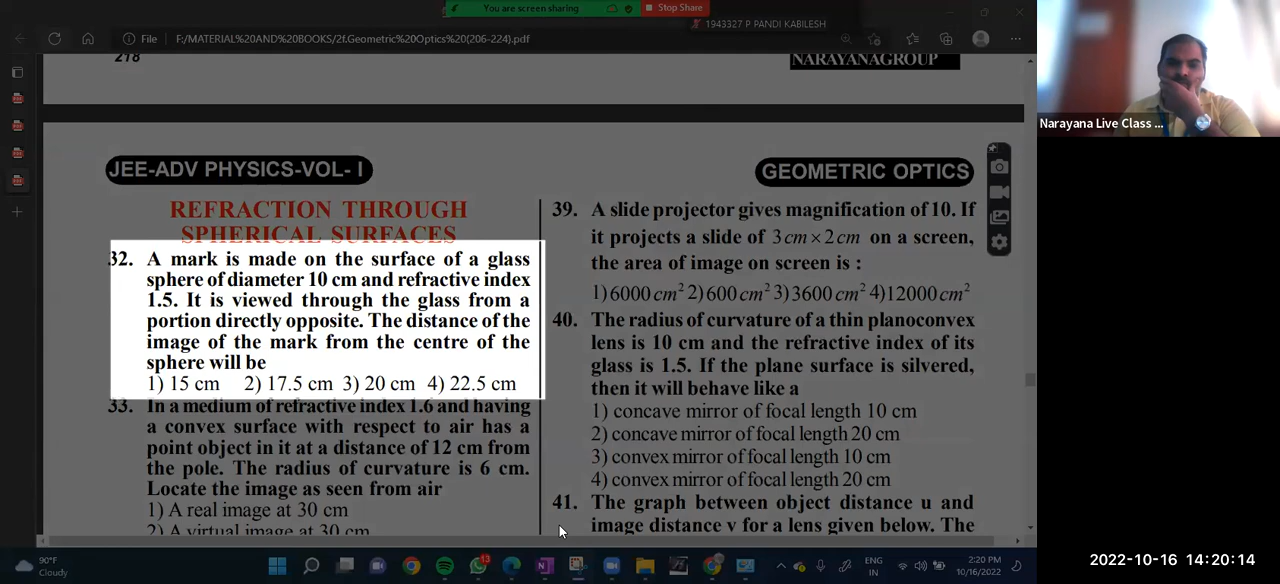 You are screen sharing
Stop Share
1943327 P PANDI KABILESH
File
F:/MATERIAL%20AND%20BOOKS/2f.Geometric%20Optics%20(206-224).pdf
218
NARAYANAGROUP
Narayana Live Class ...
JEE-ADV PHYSICS-VOL- I
GEOMETRIC OPTICS
REFRACTION THROUGH
SPHERICAL SURFACES
32. A mark is made on the surface of a glass
sphere of diameter 10 cm and refractive index
1.5. It is viewed through the glass from a
portion directly opposite. The distance of the
image of the mark from the centre of the
sphere will be
1) 15 cm 2) 17.5 cm 3) 20 cm 4) 22.5 cm
33. In a medium of refractive index 1.6 and having
a convex surface with respect to air has a
point object in it at a distance of 12 cm from
the pole. The radius of curvature is 6 cm.
Locate the image as seen from air
1) A real image at 30 cm
2) A virtual image at 30 cm
39. A slide projector gives magnification of 10. If
it projects a slide of 3cm×2cm on a screen,
the area of image on screen is :
1)6000cm² 2)600cm² 3)3600cm² 4)12000cm²
40. The radius of curvature of a thin planoconvex
lens is 10 cm and the refractive index of its
glass is 1.5. If the plane surface is silvered,
then it will behave like a
1) concave mirror of focal length 10 cm
2) concave mirror of focal length 20 cm
3) convex mirror of focal length 10 cm
4) convex mirror of focal length 20 cm
41. The graph between object distance u and
image distance v for a lens given below. The
90°F
Cloudy
13
ENG
IN
2:20 PM
10/16/2022
2022-10-16 14:20:14